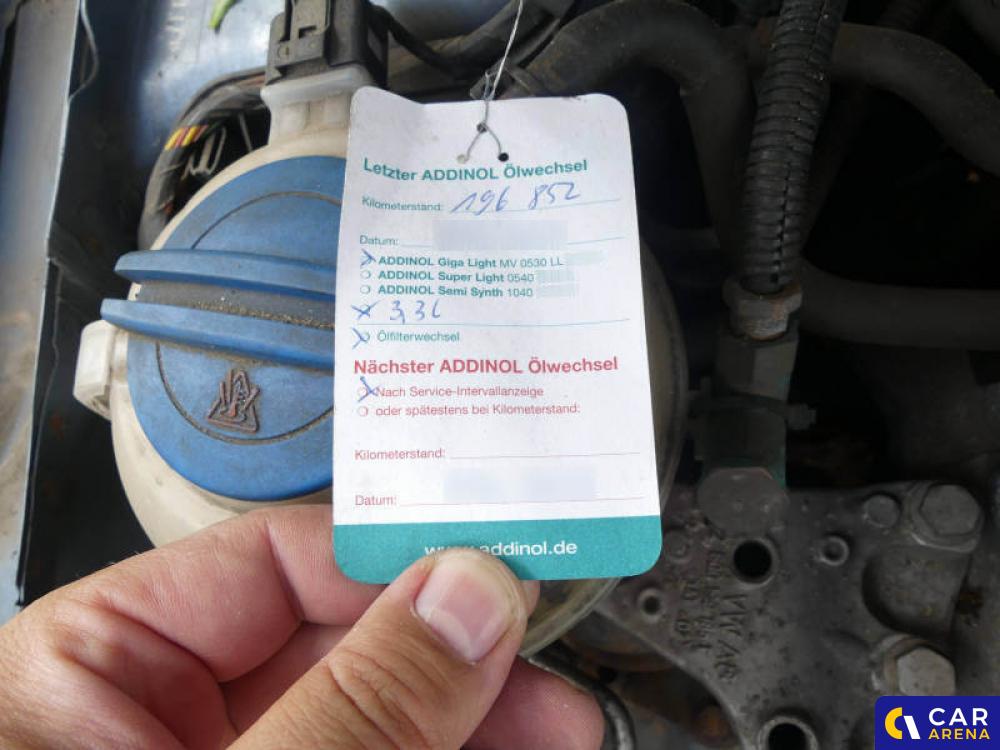 Letzter ADDINOL Ölwechsel
Kilometerstand: 196 852
Datum:
ADDINOL Giga Light MV 0530 LL
ADDINOL Super Light 0540
ADDINOL Semi Synth 1040
3,3L
Ölfilterwechsel
Nächster ADDINOL Ölwechsel
Nach Service-Intervallanzeige
oder spätestens bei Kilometerstand:
Kilometerstand:
Datum:
addinol.de
CAR
ARENA